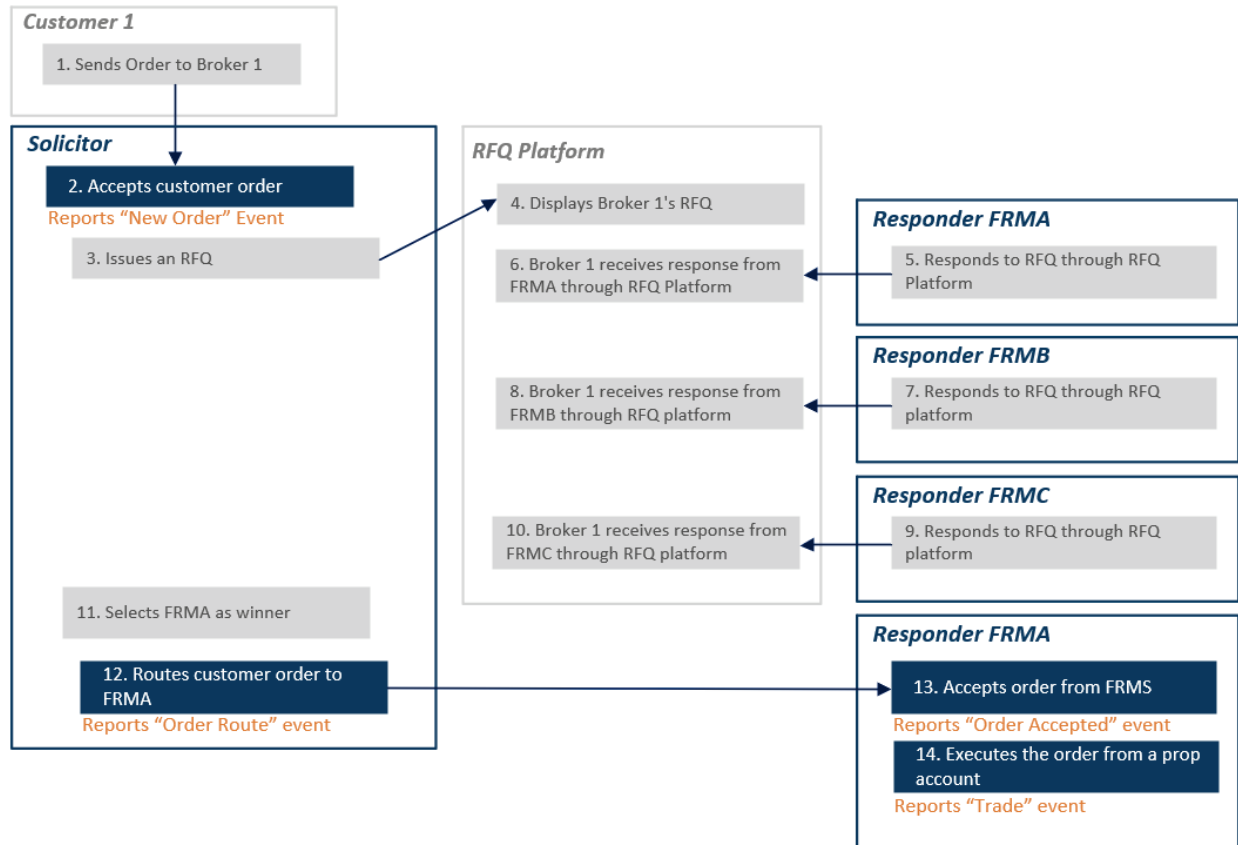 Customer 1
1. Sends Order to Broker 1
Solicitor
2. Accepts customer order
Reports “New Order” Event
3. Issues an RFQ
RFQ Platform
4. Displays Broker 1's RFQ
Responder FRMA
5. Responds to RFQ through RFQ
Platform
6. Broker 1 receives response from
FRMA through RFQ Platform
Responder FRMB
7. Responds to RFQ through RFQ
platform
8. Broker 1 receives response from
FRMB through RFQ platform
Responder FRMC
9. Responds to RFQ through RFQ
platform
10. Broker 1 receives response from
FRMC through RFQ platform
11. Selects FRMA as winner
12. Routes customer order to
FRMA
Reports “Order Route” event
Responder FRMA
13. Accepts order from FRMS
Reports “Order Accepted” event
14. Executes the order from a prop
account
Reports “Trade” event